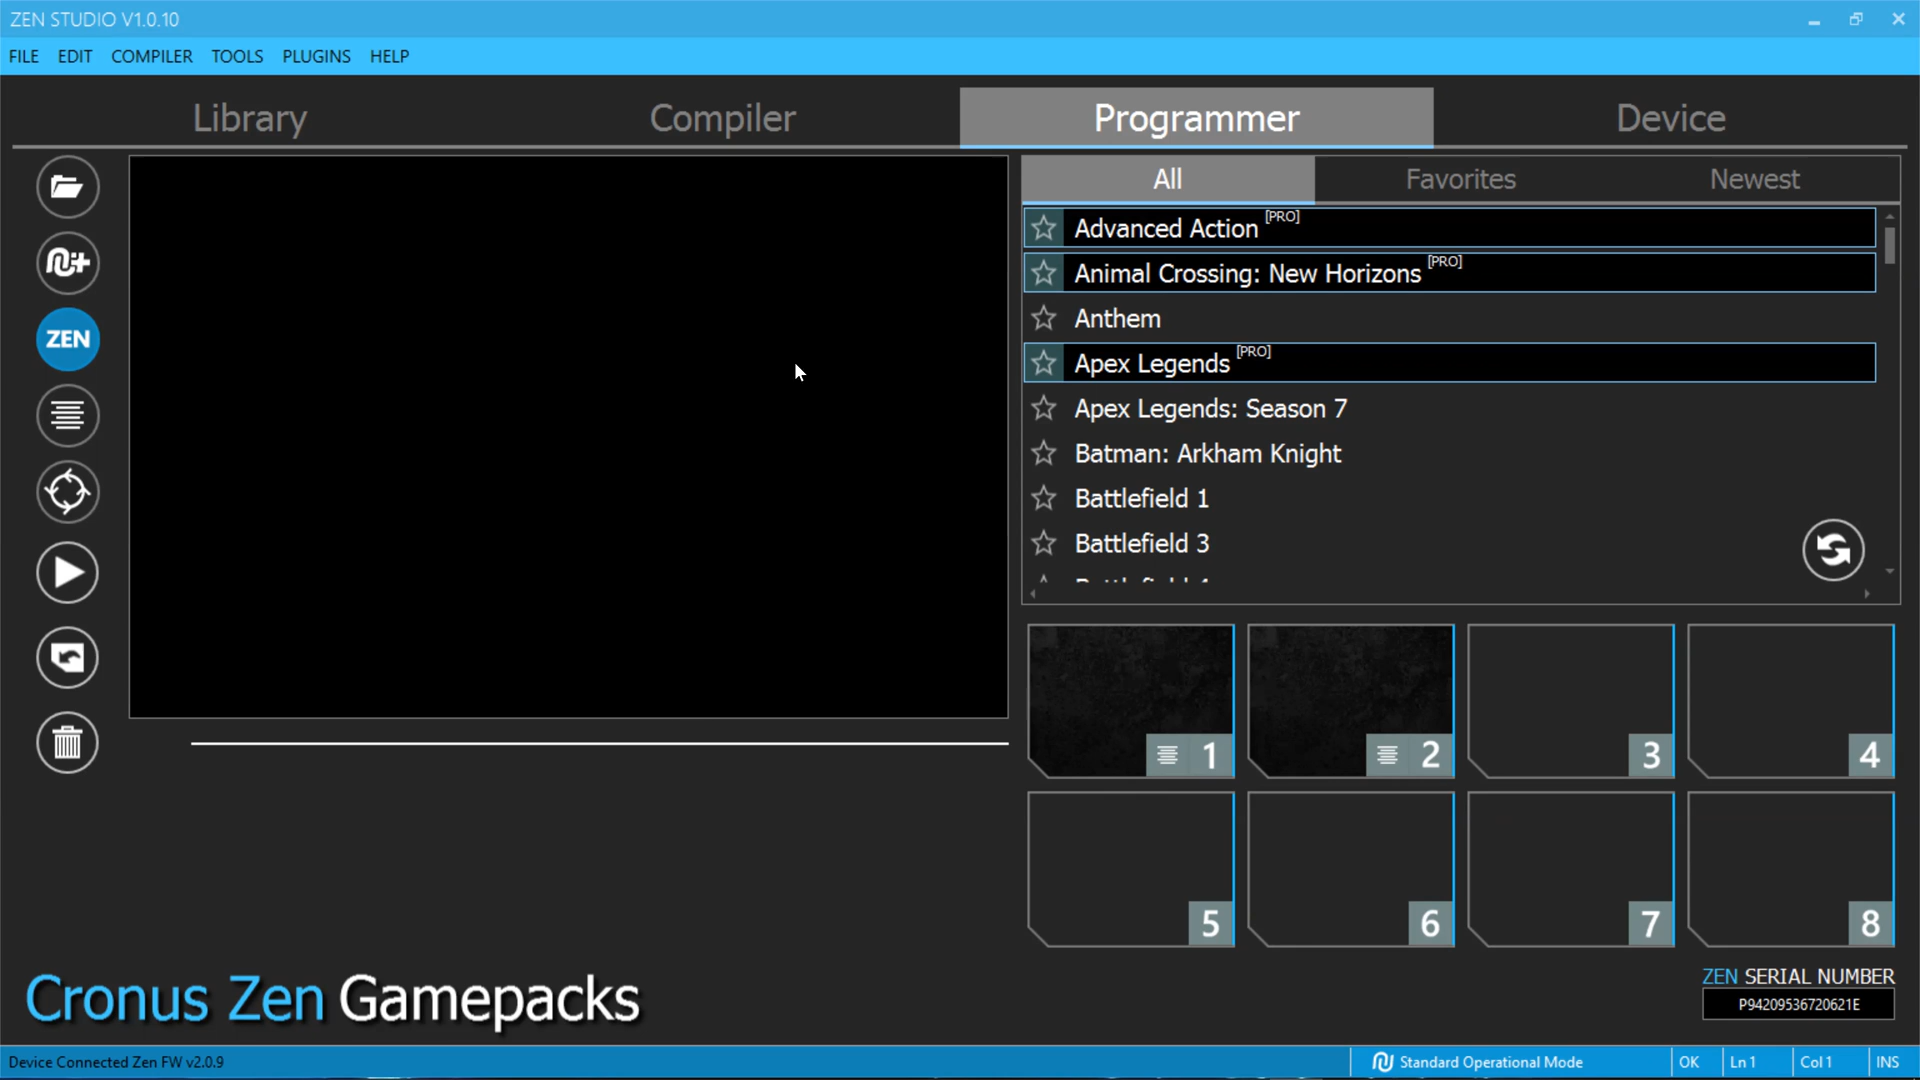 ZEN STUDIO V1.0.10
FILE EDIT COMPILER TOOLS PLUGINS HELP
Library Compiler Programmer Device
All Favorites Newest
ZEN
Advanced Action [PRO]
Animal Crossing: New Horizons [PRO]
Anthem
Apex Legends [PRO]
Apex Legends: Season 7
Batman: Arkham Knight
Battlefield 1
Battlefield 3
1 2 3 4
5 6 7 8
Cronus Zen Gamepacks
ZEN SERIAL NUMBER
P94209536720621E
Device Connected Zen FW v2.0.9 Standard Operational Mode OK Ln 1 Col 1 INS